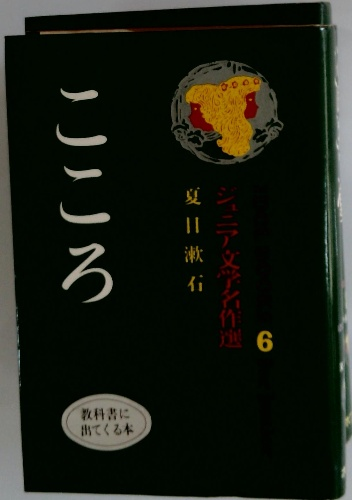 こころ
夏目漱石
ジュニア文学名作選
6
教科書に
出てくる本